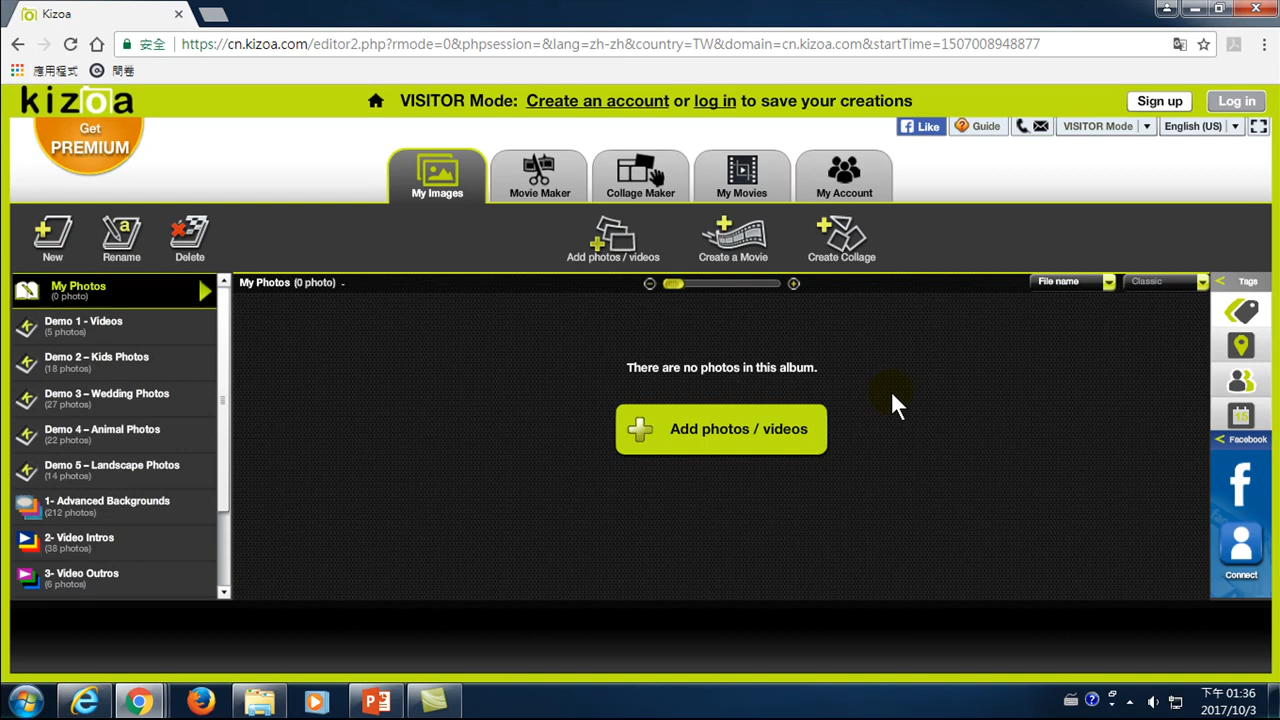 Kizoa
安全
https://cn.kizoa.com/editor2.php?rmode=0&phpsession=&lang=zh-zh&country=TW&domain=cn.kizoa.com&startTime=1507008948877
應用程式
問卷
kizoa
VISITOR Mode: Create an account or log in to save your creations
Sign up
Log in
Get
PREMIUM
Like
Guide
VISITOR Mode
English (US)
My Images
Movie Maker
Collage Maker
My Movies
My Account
New
Rename
Delete
Add photos / videos
Create a Movie
Create Collage
My Photos
(0 photo)
My Photos (0 photo) -
File name
Classic
Tags
Demo 1 - Videos
(5 photos)
Demo 2 – Kids Photos
(18 photos)
Demo 3 - Wedding Photos
(27 photos)
Demo 4 - Animal Photos
(22 photos)
Demo 5 – Landscape Photos
(14 photos)
1- Advanced Backgrounds
(212 photos)
2- Video Intros
(38 photos)
3- Video Outros
(6 photos)
There are no photos in this album.
Add photos / videos
15
Facebook
Connect
下午 01:36
2017/10/3